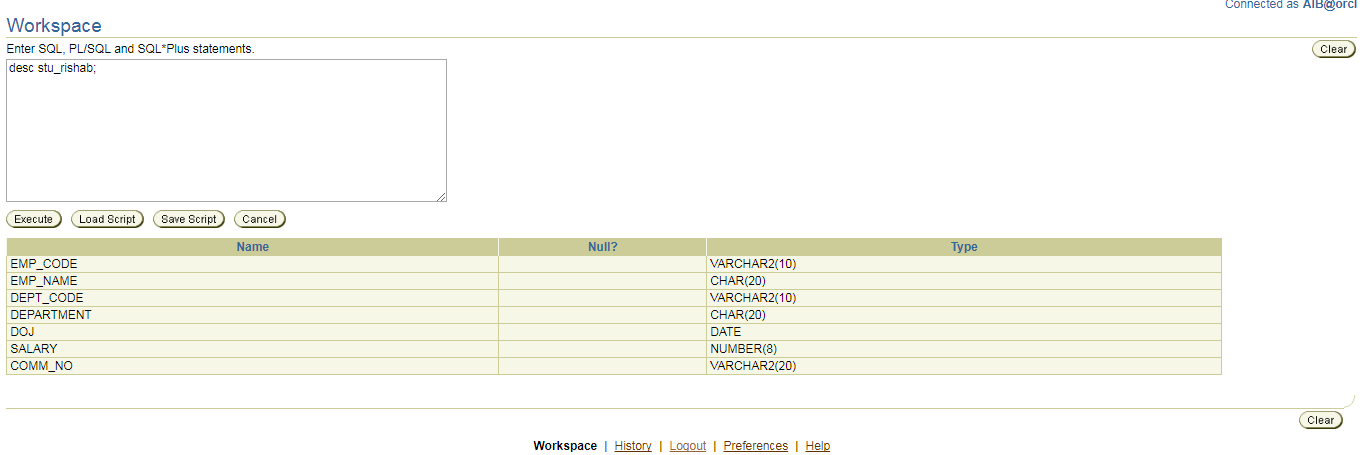 Connected as AIB@orcl
Workspace
Enter SQL, PL/SQL and SQL*Plus statements.
Clear
desc stu_rishab;
Execute Load Script Save Script Cancel
Name Null? Type
EMP_CODE VARCHAR2(10)
EMP_NAME CHAR(20)
DEPT_CODE VARCHAR2(10)
DEPARTMENT CHAR(20)
DOJ DATE
SALARY NUMBER(8)
COMM_NO VARCHAR2(20)
Clear
Workspace | History | Logout | Preferences | Help